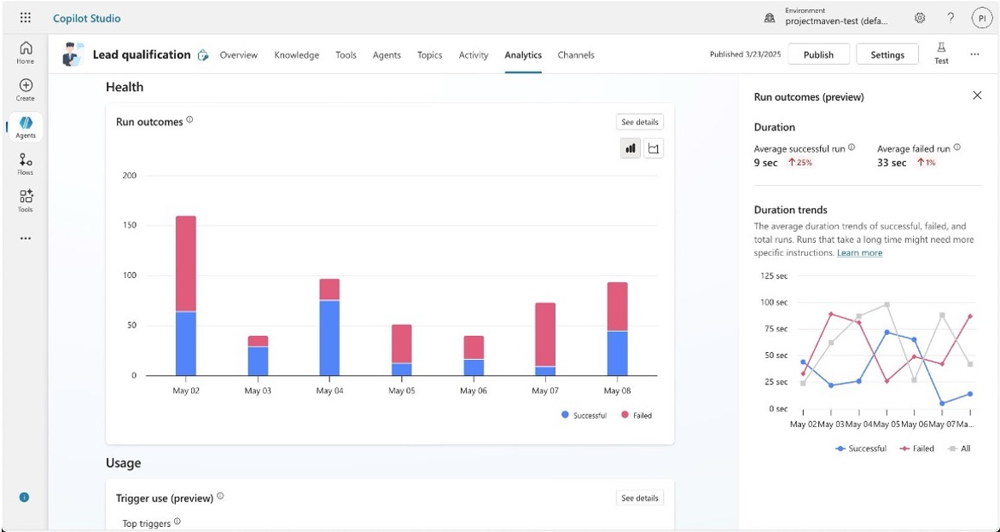 Copilot Studio
Environment
projectmaven-test (defa...
?
PI
Home
Create
Agents
Flows
Tools
...
Lead qualification
Overview
Knowledge
Tools
Agents
Topics
Activity
Analytics
Channels
Published 3/23/2025
Publish
Settings
Test
...
Health
Run outcomes
See details
200
150
100
50
0
May 02
May 03
May 04
May 05
May 06
May 07
May 08
Successful
Failed
Usage
Trigger use (preview)
See details
Top triggers
Run outcomes (preview)
Duration
Average successful run
9 sec ↑25%
Average failed run
33 sec ↑1%
Duration trends
The average duration trends of successful, failed, and
total runs. Runs that take a long time might need more
specific instructions. Learn more
125 sec
100 sec
75 sec
50 sec
25 sec
0 sec
May 02
May 03
May 04
May 05
May 06
May 07
Ma...
Successful
Failed
All